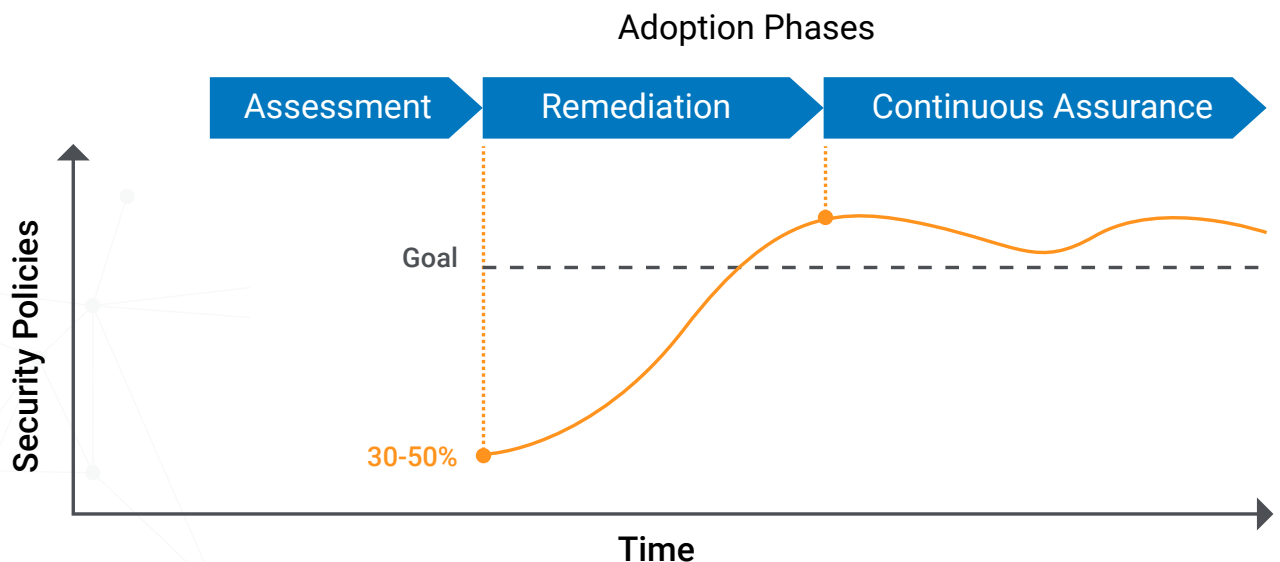 Adoption Phases
Assessment
Remediation
Continuous Assurance
Security Policies
Goal
30-50%
Time